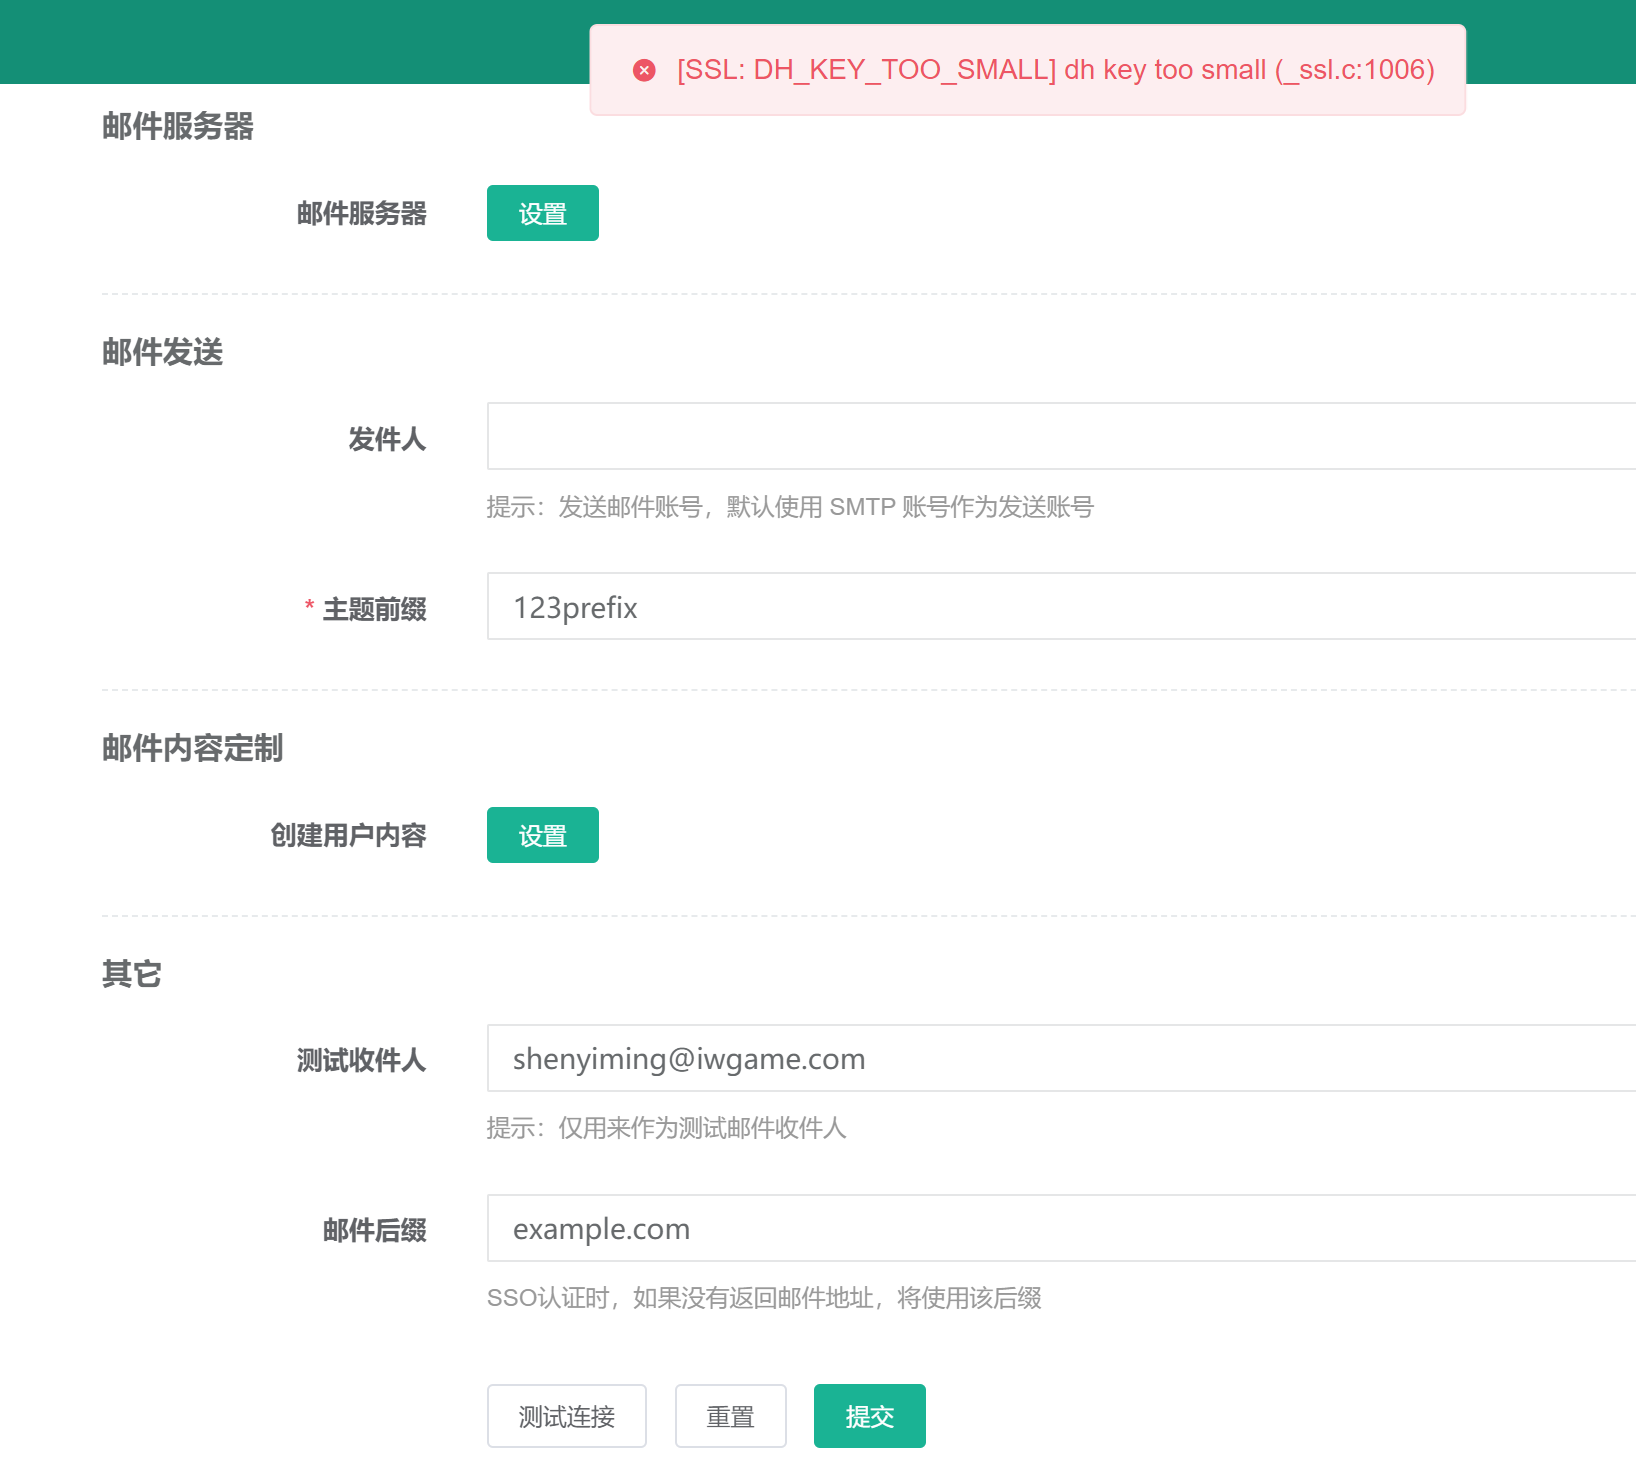 [SSL: DH_KEY_TOO_SMALL] dh key too small (_ssl.c:1006)
邮件服务器
邮件服务器 设置
邮件发送
发件人
提示：发送邮件账号，默认使用 SMTP 账号作为发送账号
* 主题前缀 123prefix
邮件内容定制
创建用户内容 设置
其它
测试收件人 shenyiming@iwgame.com
提示：仅用来作为测试邮件收件人
邮件后缀 example.com
SSO认证时，如果没有返回邮件地址，将使用该后缀
测试连接 重置 提交